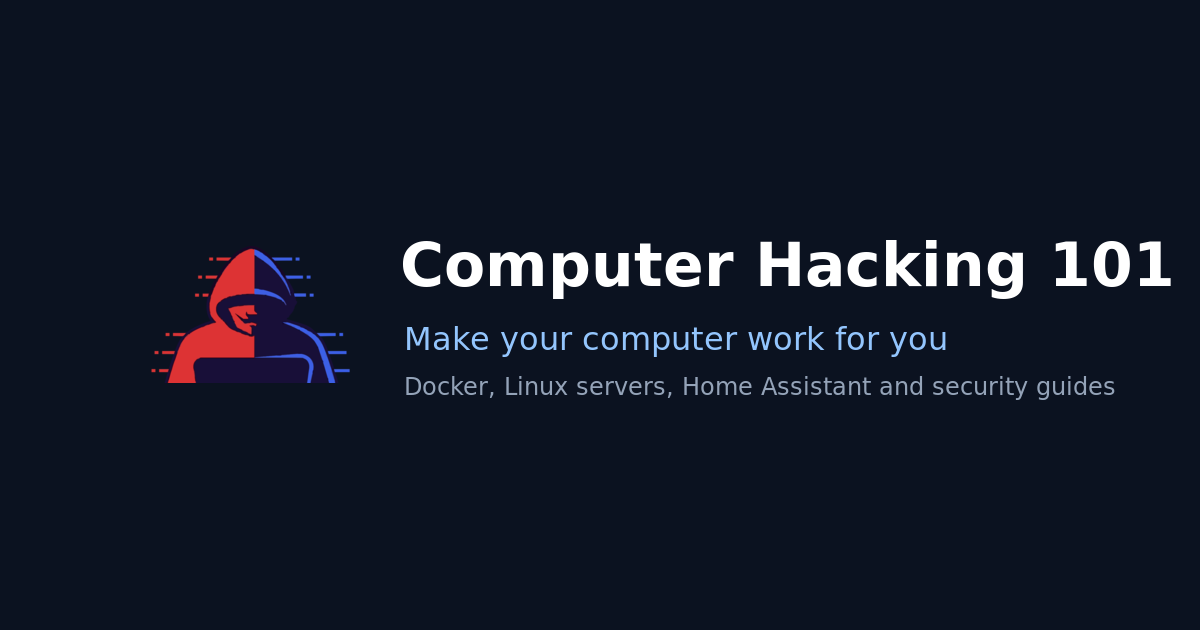 Computer Hacking 101
Make your computer work for you
Docker, Linux servers, Home Assistant and security guides